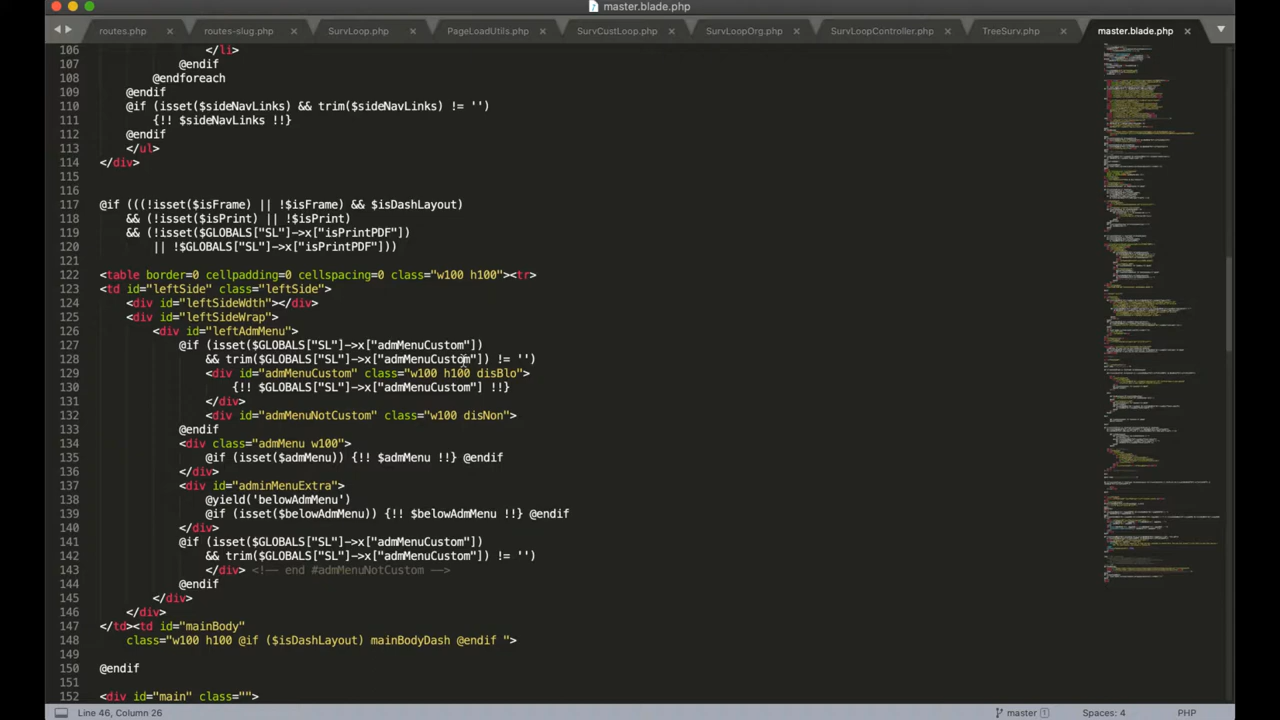 master.blade.php
routes.php
routes-slug.php
SurvLoop.php
PageLoadUtils.php
SurvCustLoop.php
SurvLoopOrg.php
SurvLoopController.php
TreeSurv.php
master.blade.php
106 </li>
107 @endif
108 @endforeach
109 @endif
110 @if (isset($sideNavLinks) && trim($sideNavLinks) != '')
111 {!! $sideNavLinks !!}
112 @endif
113 </ul>
114 </div>
115
116
117 @if (((!isset($isFrame) || !$isFrame) && $isDashLayout)
118 && (!isset($isPrint) || !$isPrint)
119 && (!isset($GLOBALS["SL"]->x["isPrintPDF"])
120 || !$GLOBALS["SL"]->x["isPrintPDF"]))
121
122 <table border=0 cellpadding=0 cellspacing=0 class="w100 h100"><tr>
123 <td id="leftSide" class="leftSide">
124 <div id="leftSideWdth"></div>
125 <div id="leftSideWrap">
126 <div id="leftAdmMenu">
127 @if (isset($GLOBALS["SL"]->x["admMenuCustom"])
128 && trim($GLOBALS["SL"]->x["admMenuCustom"]) != '')
129 <div id="admMenuCustom" class="w100 h100 disBlo">
130 {!! $GLOBALS["SL"]->x["admMenuCustom"] !!}
131 </div>
132 <div id="admMenuNotCustom" class="w100 disNon">
133 @endif
134 <div class="admMenu w100">
135 @if (isset($admMenu)) {!! $admMenu !!} @endif
136 </div>
137 <div id="adminMenuExtra">
138 @yield('belowAdmMenu')
139 @if (isset($belowAdmMenu)) {!! $belowAdmMenu !!} @endif
140 </div>
141 @if (isset($GLOBALS["SL"]->x["admMenuCustom"])
142 && trim($GLOBALS["SL"]->x["admMenuCustom"]) != '')
143 </div> <!-- end #admMenuNotCustom -->
144 @endif
145 </div>
146 </div>
147 </td><td id="mainBody"
148 class="w100 h100 @if ($isDashLayout) mainBodyDash @endif ">
149
150 @endif
151
152 <div id="main" class="">
Line 46, Column 26
master 1
Spaces: 4
PHP